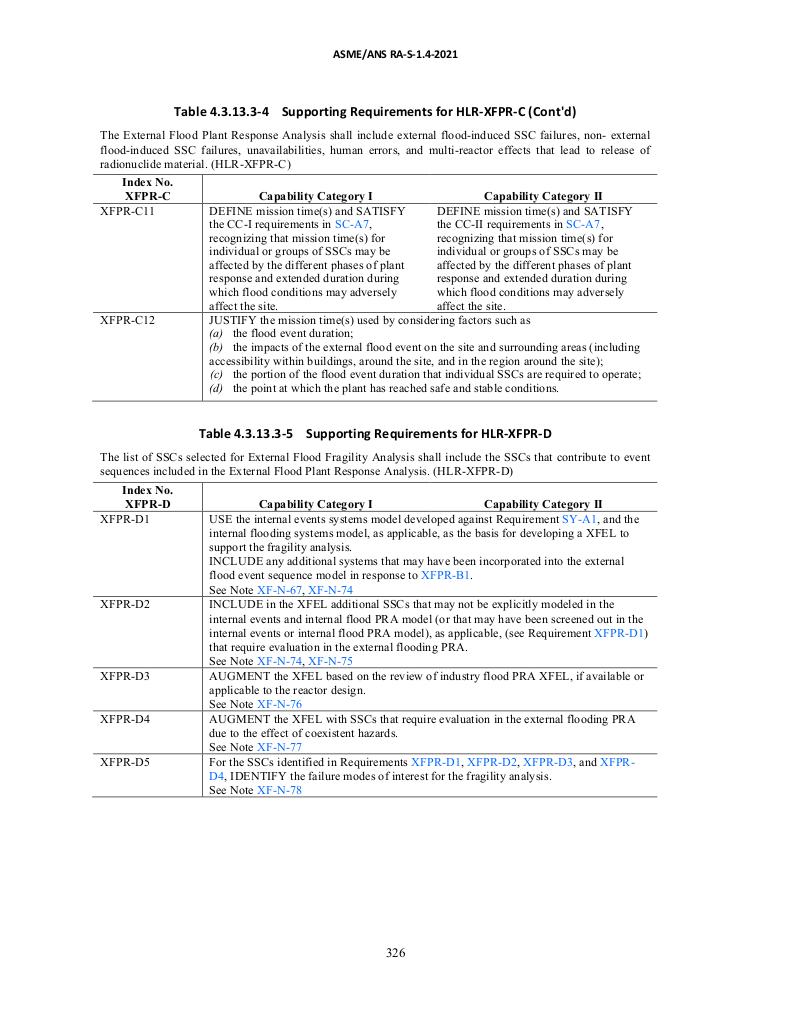 ASME/ANS RA-S-1.4-2021
Table 4.3.13.3-4 Supporting Requirements for HLR-XFPR-C (Cont'd)
The External Flood Plant Response Analysis shall include external flood-induced SSC failures, non- external
flood-induced SSC failures, unavailabilities, human errors, and multi-reactor effects that lead to release of
radionuclide material. (HLR-XFPR-C)
Index No.
XFPR-C
Capability Category I
Capability Category II
XFPR-C11
DEFINE mission time(s) and SATISFY
the CC-I requirements in SC-A7,
recognizing that mission time(s) for
individual or groups of SSCs may be
affected by the different phases of plant
response and extended duration during
which flood conditions may adversely
affect the site.
DEFINE mission time(s) and SATISFY
the CC-II requirements in SC-A7,
recognizing that mission time(s) for
individual or groups of SSCs may be
affected by the different phases of plant
response and extended duration during
which flood conditions may adversely
affect the site.
XFPR-C12
JUSTIFY the mission time(s) used by considering factors such as
(a) the flood event duration;
(b) the impacts of the external flood event on the site and surrounding areas (including
accessibility within buildings, around the site, and in the region around the site);
(c) the portion of the flood event duration that individual SSCs are required to operate;
(d) the point at which the plant has reached safe and stable conditions.
Table 4.3.13.3-5 Supporting Requirements for HLR-XFPR-D
The list of SSCs selected for External Flood Fragility Analysis shall include the SSCs that contribute to event
sequences included in the External Flood Plant Response Analysis. (HLR-XFPR-D)
Index No.
XFPR-D
Capability Category I
Capability Category II
XFPR-D1
USE the internal events systems model developed against Requirement SY-A1, and the
internal flooding systems model, as applicable, as the basis for developing a XFEL to
support the fragility analysis.
INCLUDE any additional systems that may have been incorporated into the external
flood event sequence model in response to XFPR-B1.
See Note XF-N-67, XF-N-74
XFPR-D2
INCLUDE in the XFEL additional SSCs that may not be explicitly modeled in the
internal events and internal flood PRA model (or that may have been screened out in the
internal events or internal flood PRA model), as applicable, (see Requirement XFPR-D1)
that require evaluation in the external flooding PRA.
See Note XF-N-74, XF-N-75
XFPR-D3
AUGMENT the XFEL based on the review of industry flood PRA XFEL, if available or
applicable to the reactor design.
See Note XF-N-76
XFPR-D4
AUGMENT the XFEL with SSCs that require evaluation in the external flooding PRA
due to the effect of coexistent hazards.
See Note XF-N-77
XFPR-D5
For the SSCs identified in Requirements XFPR-D1, XFPR-D2, XFPR-D3, and XFPR-
D4, IDENTIFY the failure modes of interest for the fragility analysis.
See Note XF-N-78
326